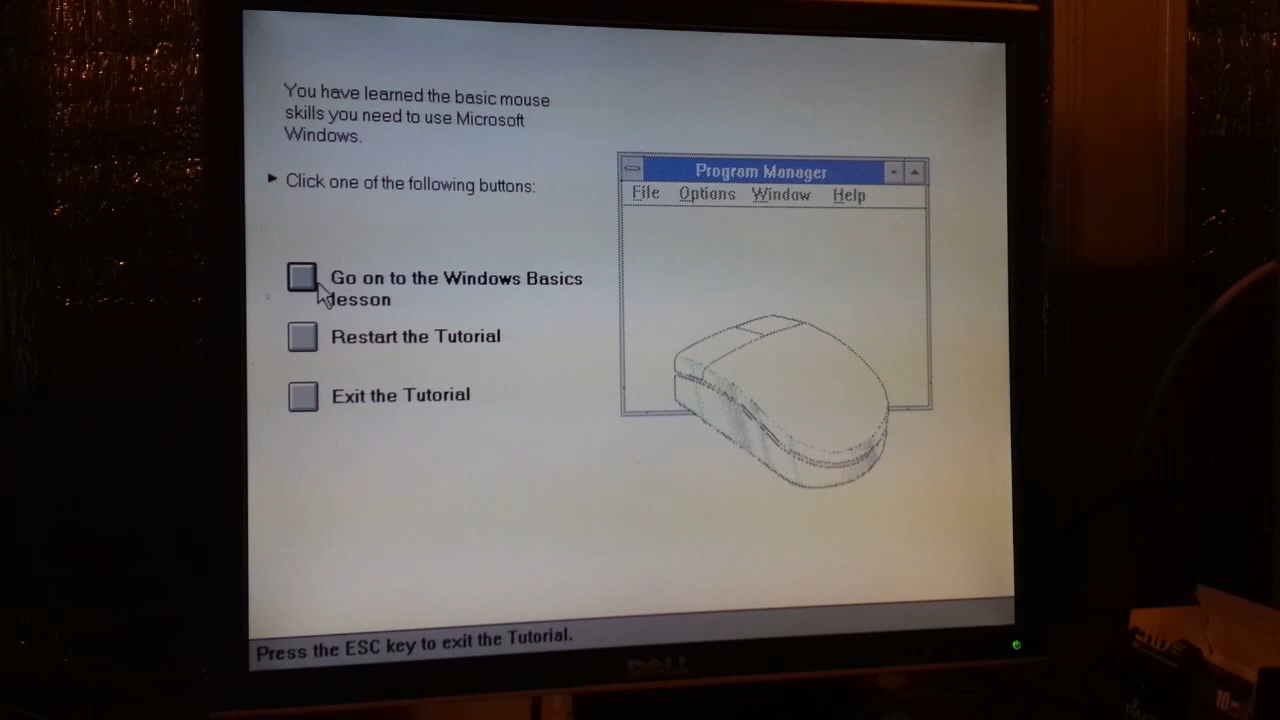 You have learned the basic mouse
skills you need to use Microsoft
Windows.
Click one of the following buttons:
Go on to the Windows Basics
lesson
Restart the Tutorial
Exit the Tutorial
Program Manager
File Options Window Help
Press the ESC key to exit the Tutorial.
DELL
10